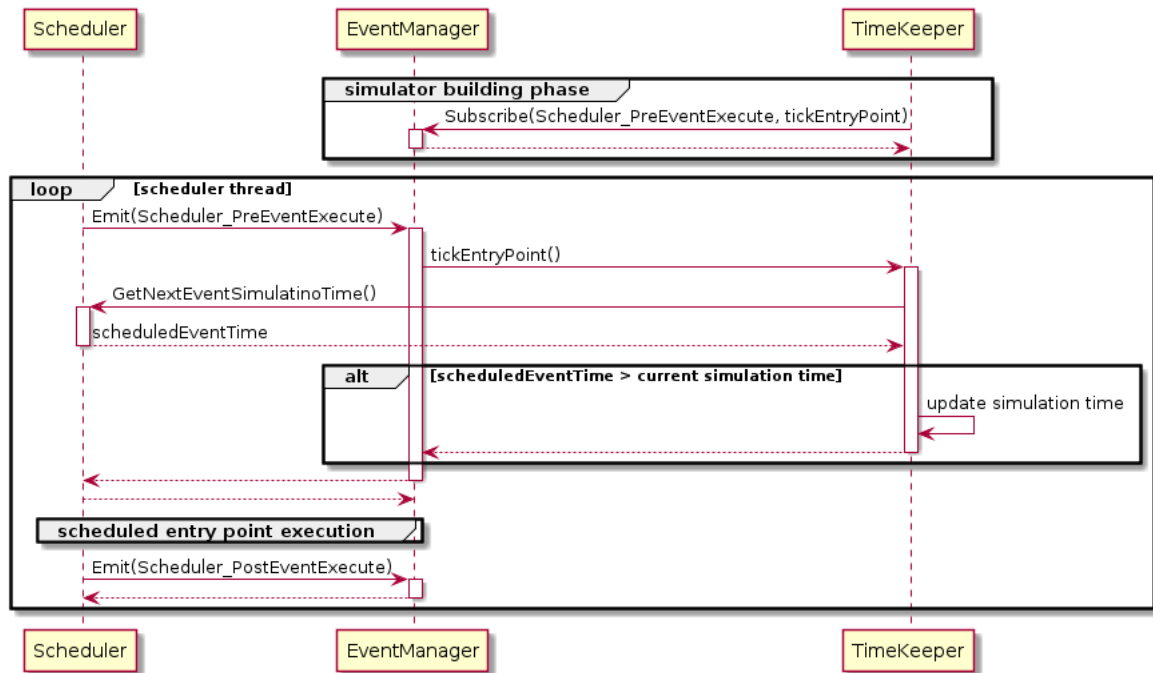 Scheduler
EventManager
TimeKeeper
simulator building phase
Subscribe(Scheduler_PreEventExecute, tickEntryPoint)
loop
[scheduler thread]
Emit(Scheduler_PreEventExecute)
tickEntryPoint()
GetNextEventSimulatinoTime()
scheduledEventTime
alt
[scheduledEventTime > current simulation time]
update simulation time
scheduled entry point execution
Emit(Scheduler_PostEventExecute)
Scheduler
EventManager
TimeKeeper